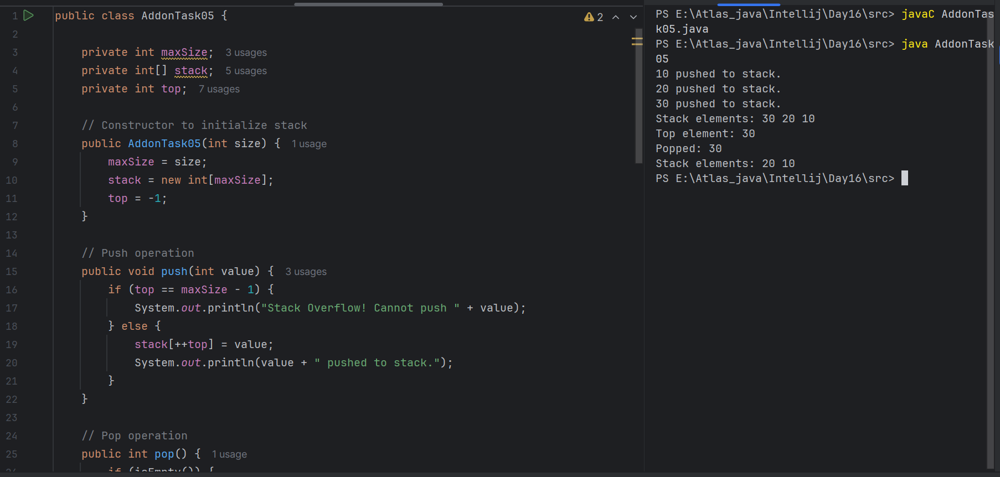 1 public class AddonTask05 {
2
3 private int maxSize; 3 usages
4 private int[] stack; 5 usages
5 private int top; 7 usages
6
7 // Constructor to initialize stack
8 public AddonTask05(int size) { 1 usage
9 maxSize = size;
10 stack = new int[maxSize];
11 top = -1;
12 }
13
14 // Push operation
15 public void push(int value) { 3 usages
16 if (top == maxSize - 1) {
17 System.out.println("Stack Overflow! Cannot push " + value);
18 } else {
19 stack[++top] = value;
20 System.out.println(value + " pushed to stack.");
21 }
22 }
23
24 // Pop operation
25 public int pop() { 1 usage
26 if (isEmpty()) {
2
PS E:\Atlas_java\Intellij\Day16\src> javaC AddonTas
k05.java
PS E:\Atlas_java\Intellij\Day16\src> java AddonTask
05
10 pushed to stack.
20 pushed to stack.
30 pushed to stack.
Stack elements: 30 20 10
Top element: 30
Popped: 30
Stack elements: 20 10
PS E:\Atlas_java\Intellij\Day16\src>